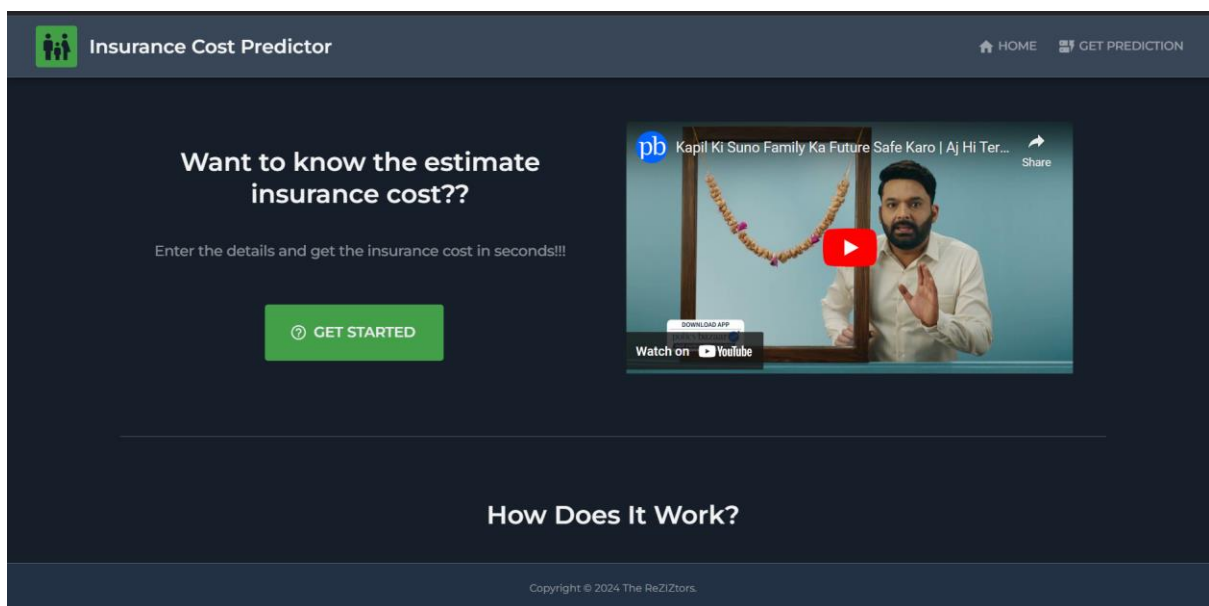 Insurance Cost Predictor
HOME
GET PREDICTION
Want to know the estimate
insurance cost??
Enter the details and get the insurance cost in seconds!!!
GET STARTED
pb
Kapil Ki Suno Family Ka Future Safe Karo | Aj Hi Ter...
Share
DOWNLOAD APP
Watch on YouTube
How Does It Work?
Copyright © 2024 The ReZIZtors.